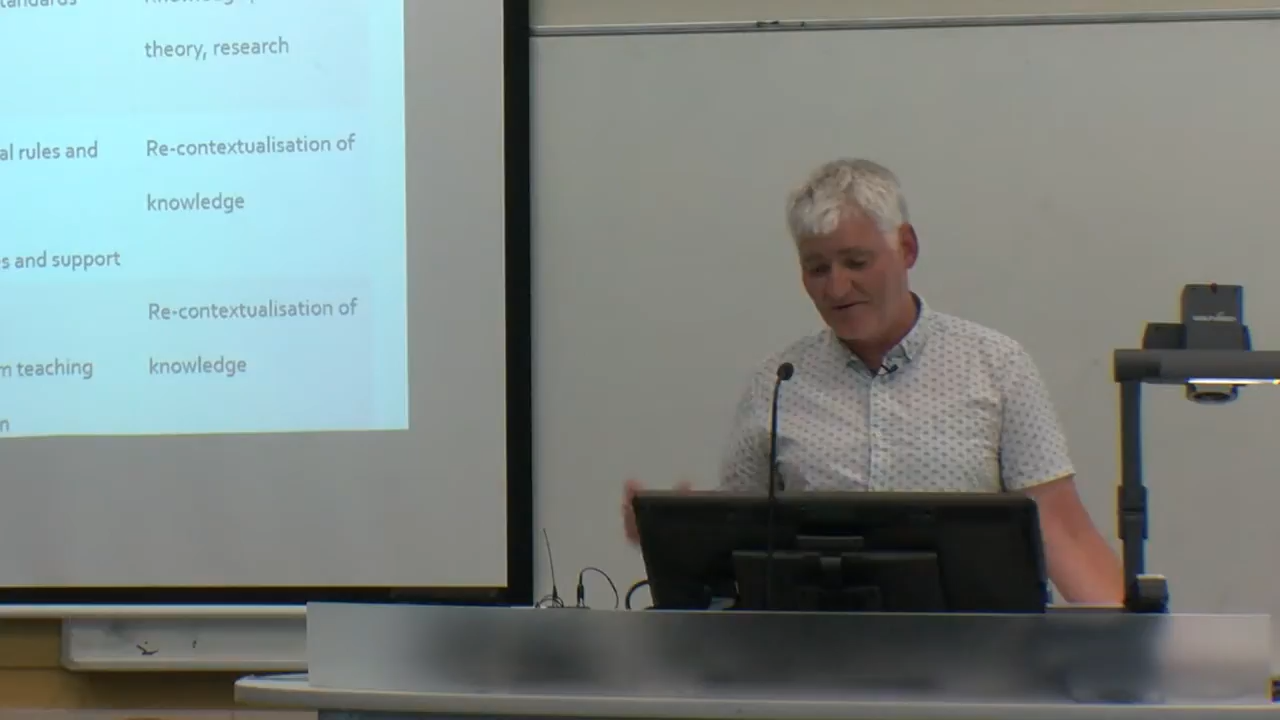 theory, research
al rules and
Re-contextualisation of
knowledge
s and support
Re-contextualisation of
knowledge
m teaching
n